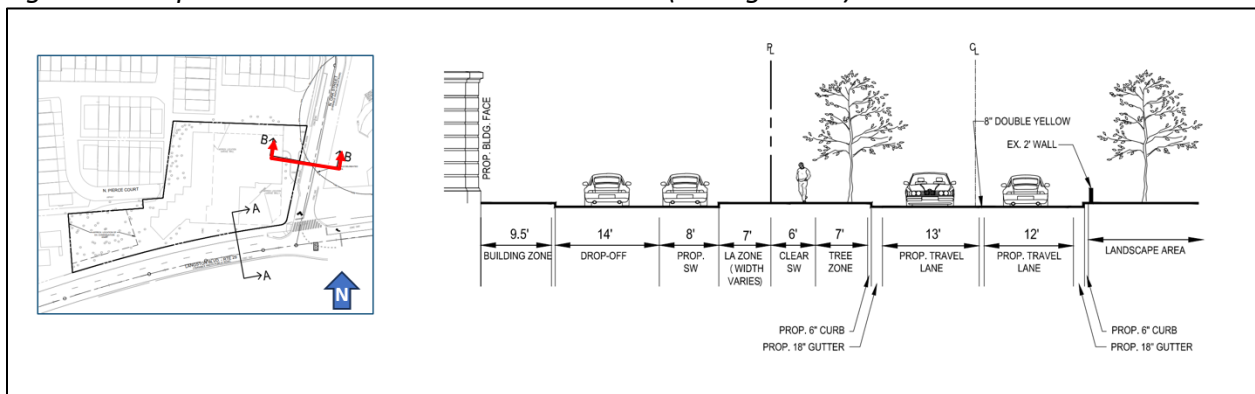 N. PIERCE COURT
B
B
A
A
N
PROP. BLDG. FACE
PL
CL
8" DOUBLE YELLOW
EX. 2' WALL
9.5'
BUILDING ZONE
14'
DROP-OFF
8'
PROP.
SW
7'
LA ZONE
(WIDTH
VARIES)
6'
CLEAR
SW
7'
TREE
ZONE
13'
PROP. TRAVEL
LANE
12'
PROP. TRAVEL
LANE
LANDSCAPE AREA
PROP. 6" CURB
PROP. 18" GUTTER
PROP. 6" CURB
PROP. 18" GUTTER